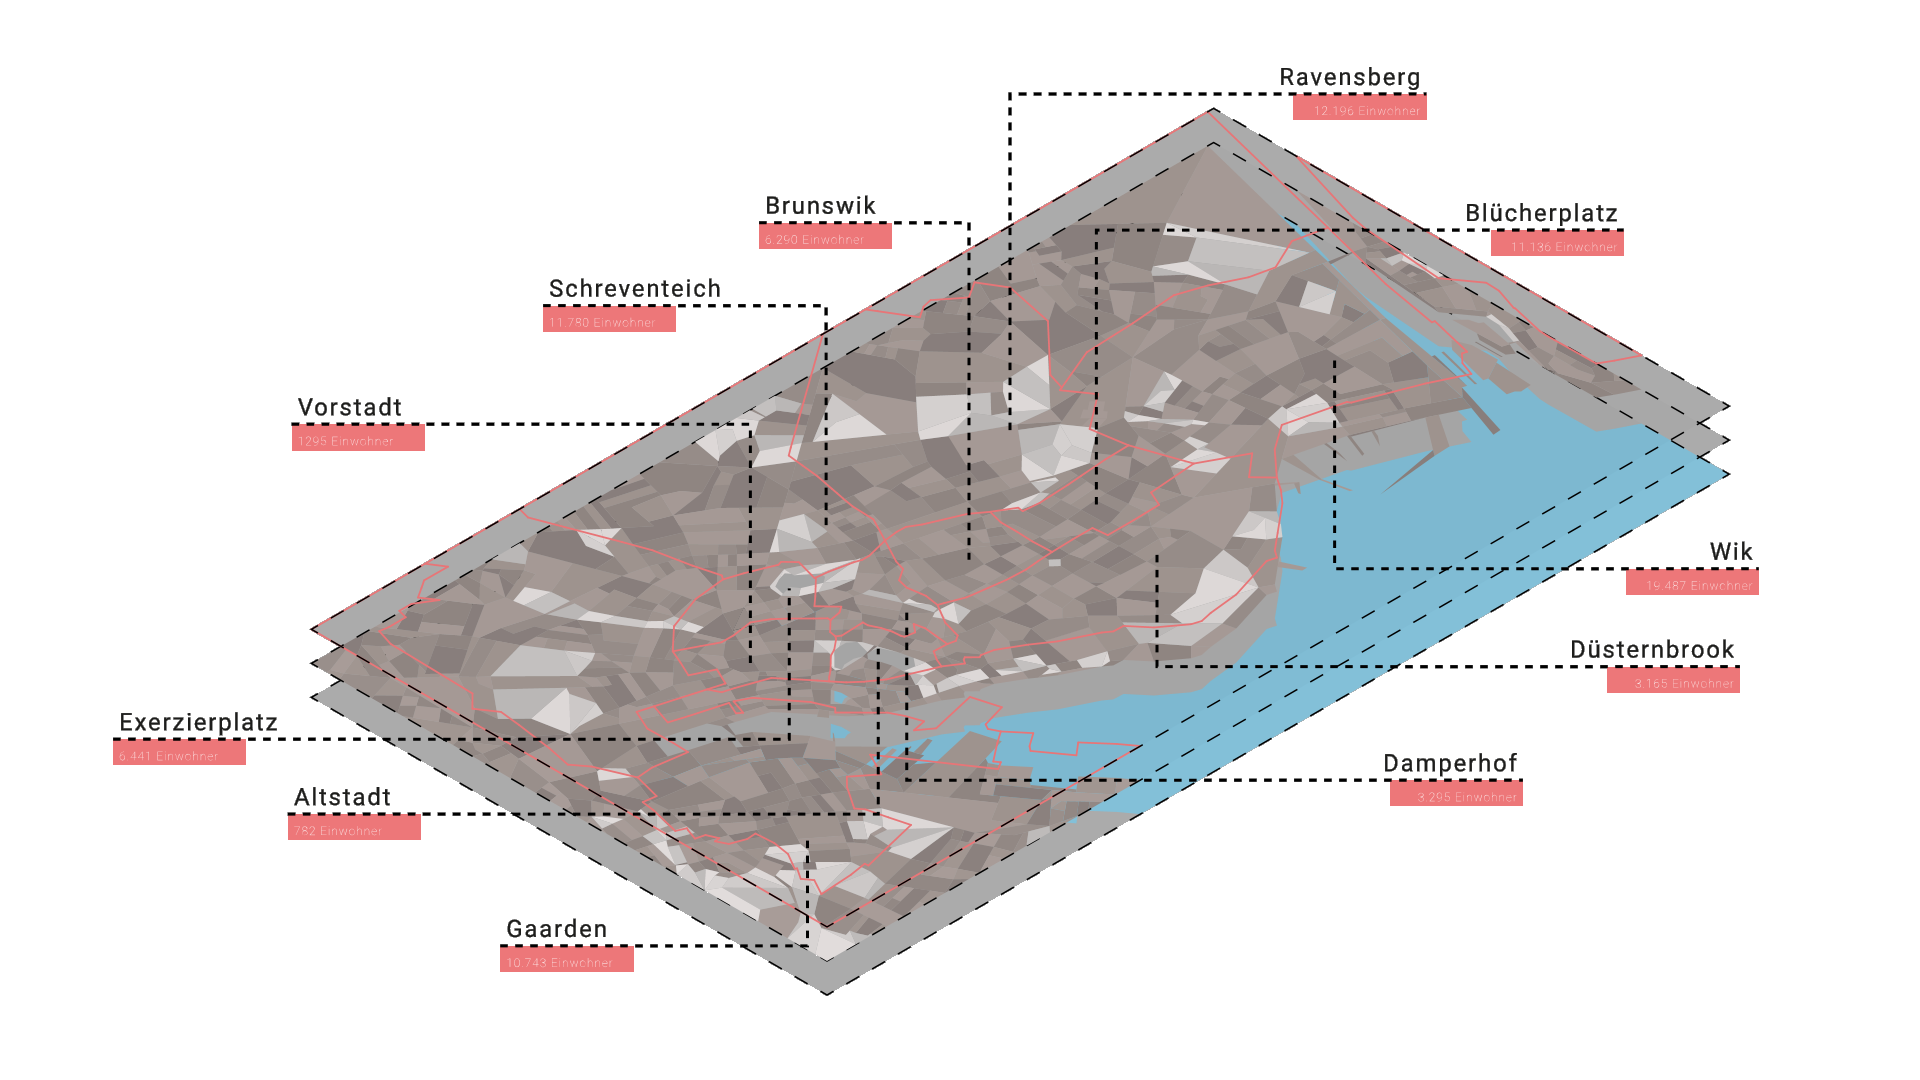 Ravensberg
12.196 Einwohner
Brunswik
6.290 Einwohner
Blücherplatz
11.136 Einwohner
Schreventeich
11.780 Einwohner
Vorstadt
1295 Einwohner
Wik
19.487 Einwohner
Düsternbrook
3.165 Einwohner
Exerzierplatz
6.441 Einwohner
Damperhof
3.295 Einwohner
Altstadt
782 Einwohner
Gaarden
10.743 Einwohner